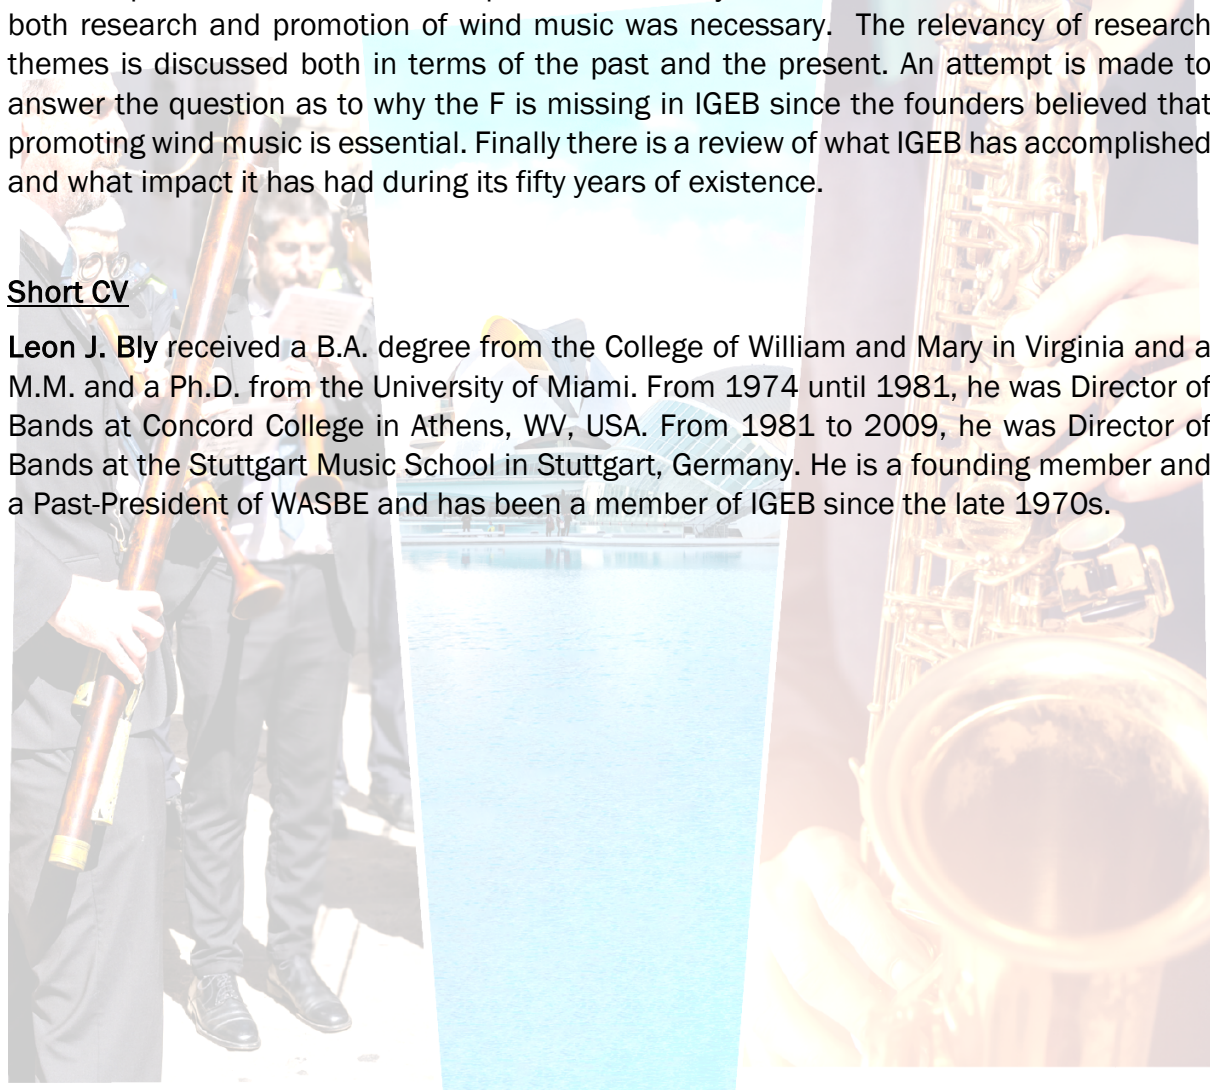 both research and promotion of wind music was necessary.  The relevancy of research
themes is discussed both in terms of the past and the present. An attempt is made to
answer the question as to why the F is missing in IGEB since the founders believed that
promoting wind music is essential. Finally there is a review of what IGEB has accomplished
and what impact it has had during its fifty years of existence.
Short CV
Leon J. Bly received a B.A. degree from the College of William and Mary in Virginia and a
M.M. and a Ph.D. from the University of Miami. From 1974 until 1981, he was Director of
Bands at Concord College in Athens, WV, USA. From 1981 to 2009, he was Director of
Bands at the Stuttgart Music School in Stuttgart, Germany. He is a founding member and
a Past-President of WASBE and has been a member of IGEB since the late 1970s.